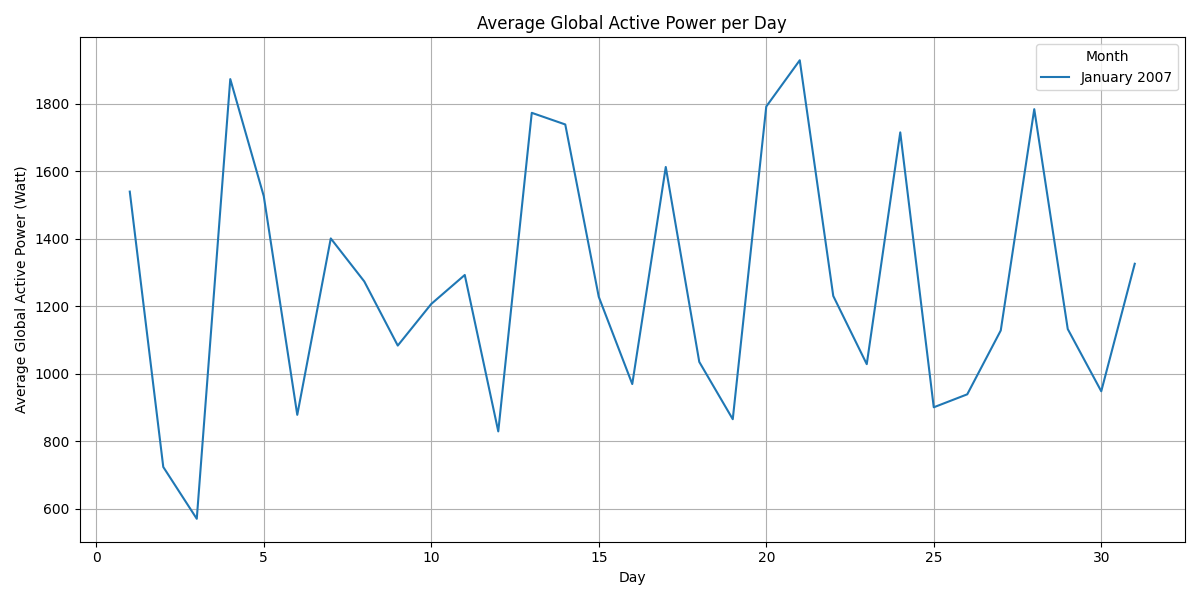 Average Global Active Power per Day
Month
January 2007
Average Global Active Power (Watt)
1800
1600
1400
1200
1000
800
600
0 5 10 15 20 25 30
Day